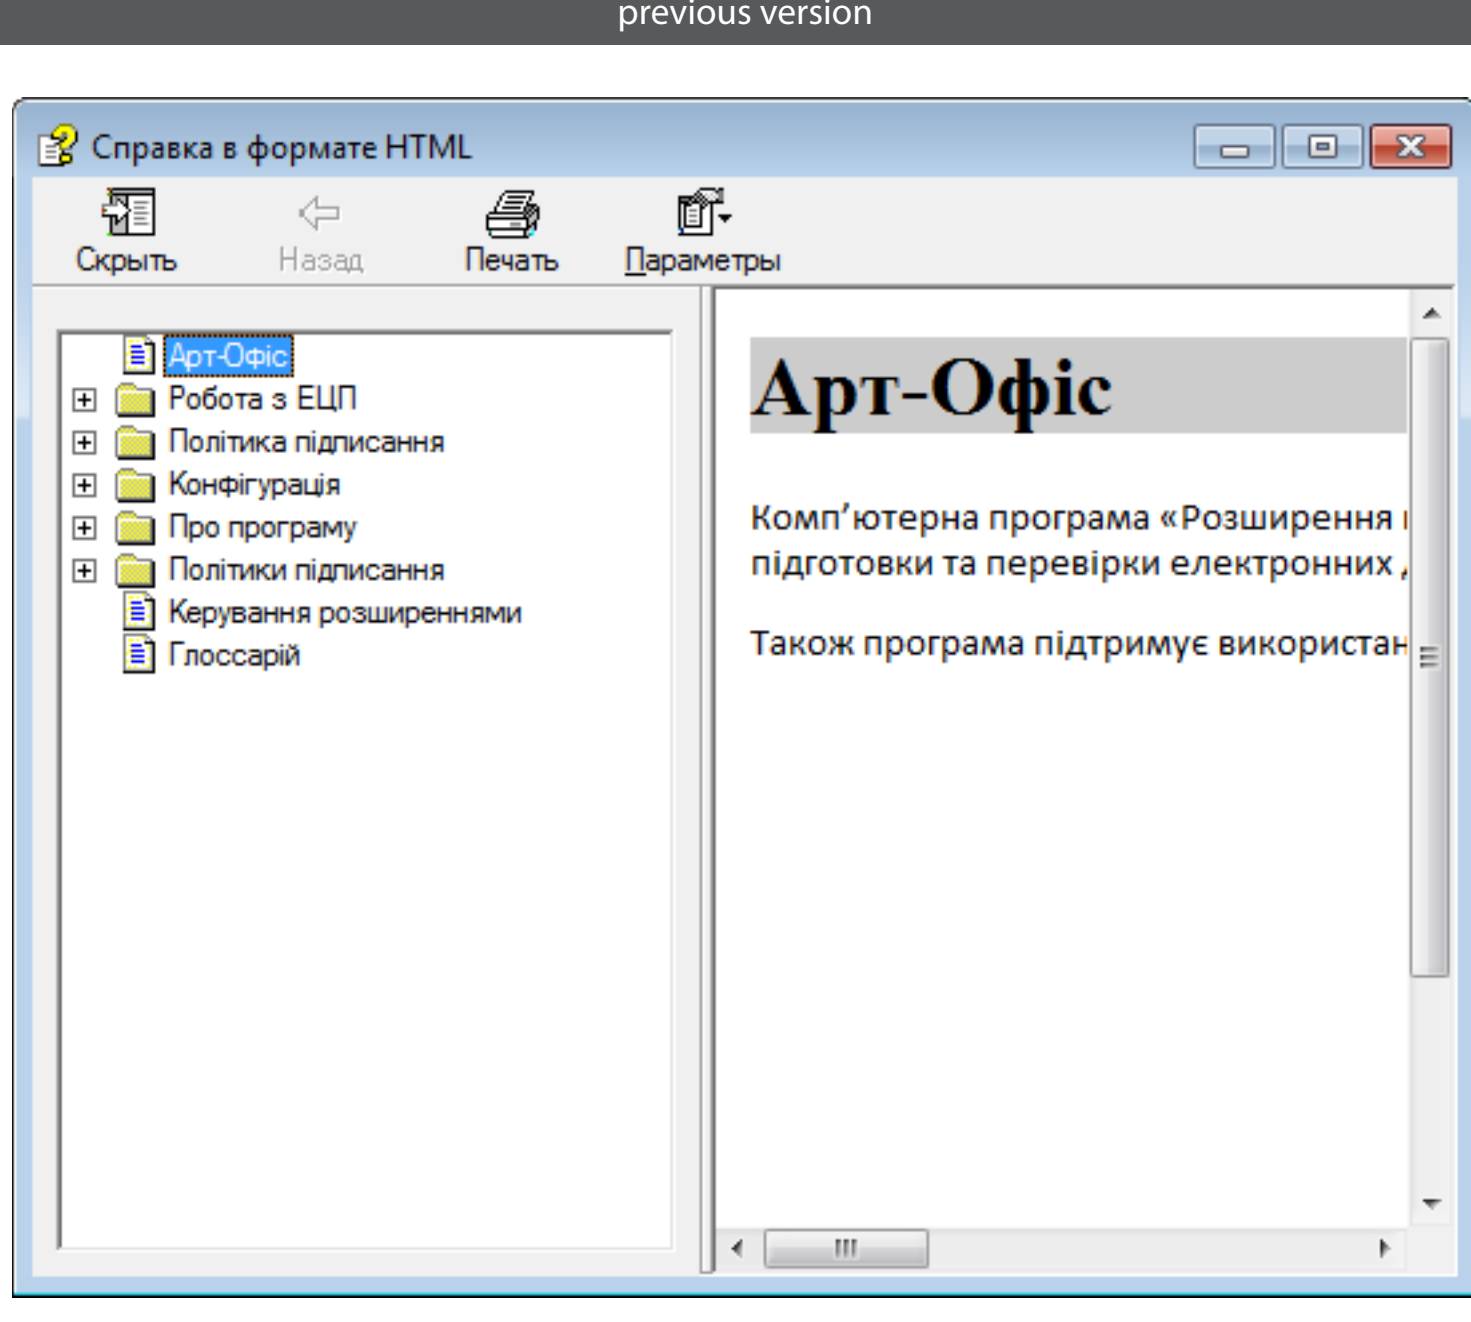 previous version
Справка в формате HTML
Скрыть Назад Печать Параметры
Арт-Офіс
Робота з ЕЦП
Політика підписання
Конфігурація
Про програму
Політики підписання
Керування розширеннями
Глоссарій
Арт-Офіс
Комп’ютерна програма «Розширення
підготовки та перевірки електронних
Також програма підтримує використан